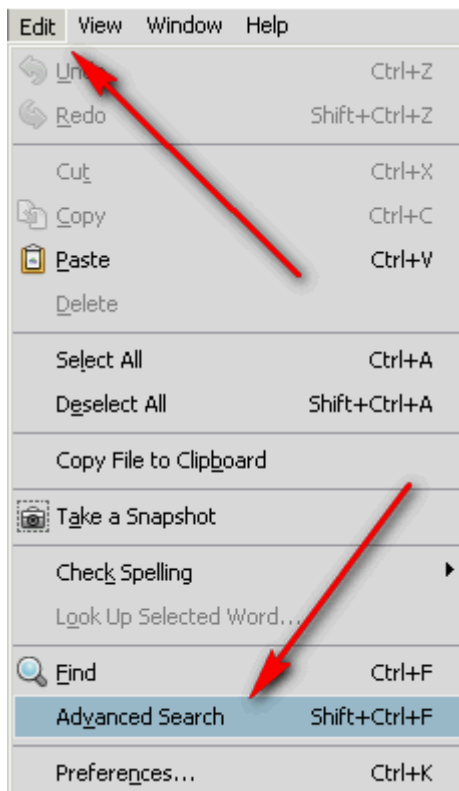 Edit View Window Help
Undo Ctrl+Z
Redo Shift+Ctrl+Z
Cut Ctrl+X
Copy Ctrl+C
Paste Ctrl+V
Delete
Select All Ctrl+A
Deselect All Shift+Ctrl+A
Copy File to Clipboard
Take a Snapshot
Check Spelling
Look Up Selected Word...
Find Ctrl+F
Advanced Search Shift+Ctrl+F
Preferences... Ctrl+K